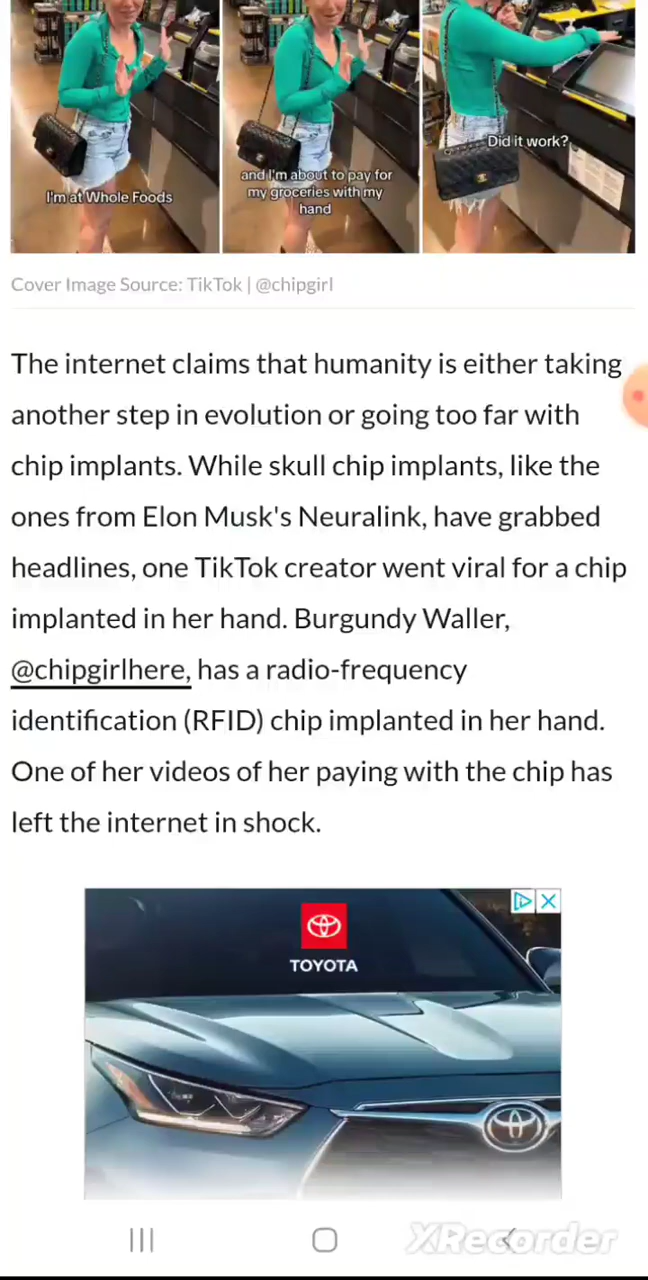 I'm at Whole Foods
and I'm about to pay for
my groceries with my
hand
Did it work?
Cover Image Source: TikTok | @chipgirl
The internet claims that humanity is either taking
another step in evolution or going too far with
chip implants. While skull chip implants, like the
ones from Elon Musk's Neuralink, have grabbed
headlines, one TikTok creator went viral for a chip
implanted in her hand. Burgundy Waller,
@chipgirlhere, has a radio-frequency
identification (RFID) chip implanted in her hand.
One of her videos of her paying with the chip has
left the internet in shock.
TOYOTA
XRecorder